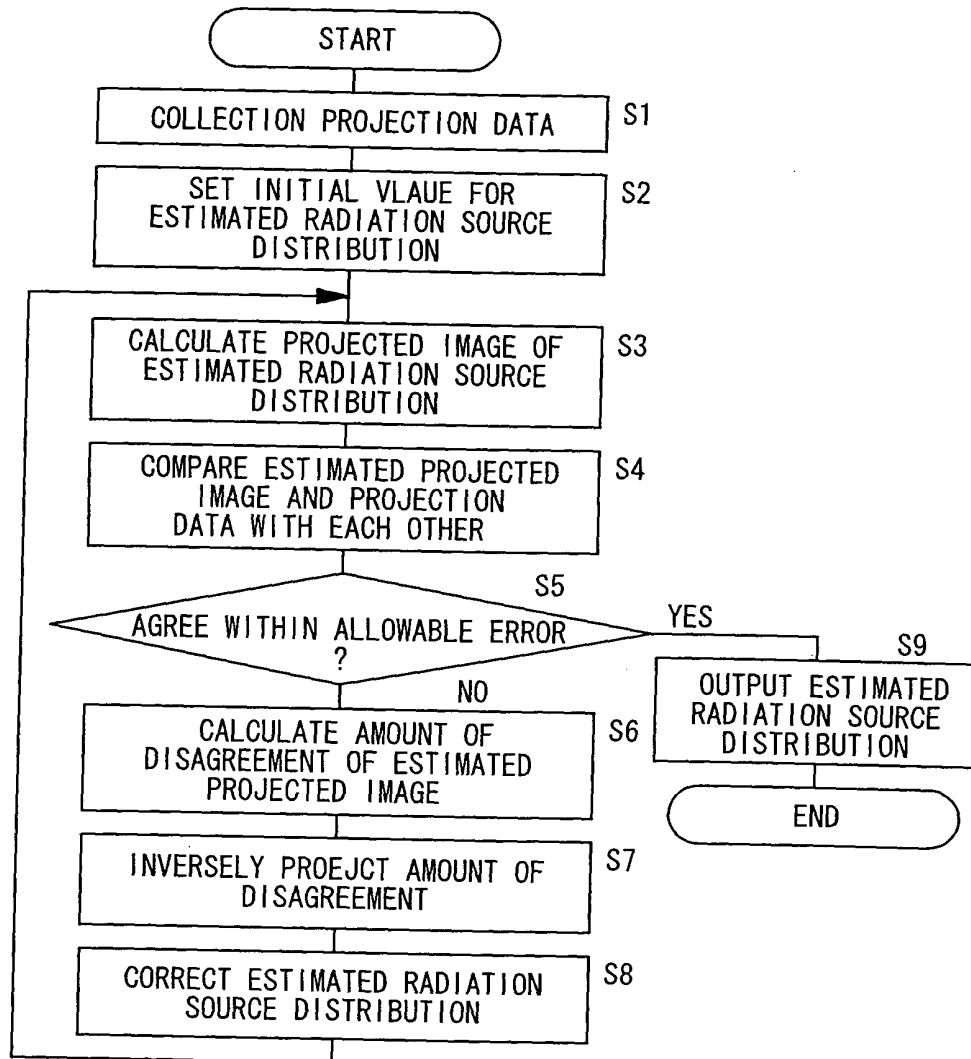 START
COLLECTION PROJECTION DATA
S1
SET INITIAL VLAUE FOR
ESTIMATED RADIATION SOURCE
DISTRIBUTION
S2
CALCULATE PROJECTED IMAGE OF
ESTIMATED RADIATION SOURCE
DISTRIBUTION
S3
COMPARE ESTIMATED PROJECTED
IMAGE AND PROJECTION
DATA WITH EACH OTHER
S4
S5
AGREE WITHIN ALLOWABLE ERROR
?
YES
NO
S9
OUTPUT ESTIMATED
RADIATION SOURCE
DISTRIBUTION
END
CALCULATE AMOUNT OF
DISAGREEMENT OF ESTIMATED
PROJECTED IMAGE
S6
INVERSELY PROEJCT AMOUNT OF
DISAGREEMENT
S7
CORRECT ESTIMATED RADIATION
SOURCE DISTRIBUTION
S8